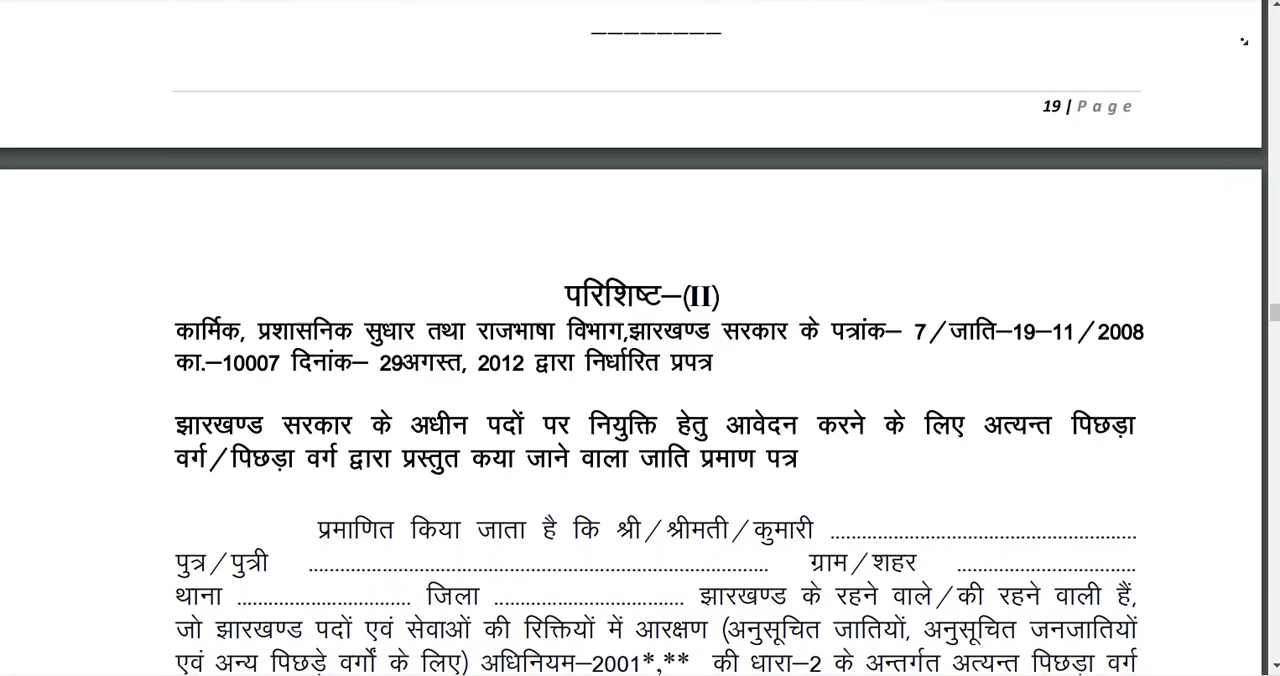 ________
19 | P a g e
परिशिष्ट–(II)
कार्मिक, प्रशासनिक सुधार तथा राजभाषा विभाग,झारखण्ड सरकार के पत्रांक– 7/जाति–19–11/2008
का.–10007 दिनांक– 29अगस्त, 2012 द्वारा निर्धारित प्रपत्र
झारखण्ड सरकार के अधीन पदों पर नियुक्ति हेतु आवेदन करने के लिए अत्यन्त पिछड़ा
वर्ग/पिछड़ा वर्ग द्वारा प्रस्तुत कया जाने वाला जाति प्रमाण पत्र
प्रमाणित किया जाता है कि श्री/श्रीमती/कुमारी ......................................................
पुत्र/पुत्री ................................................................................ ग्राम/शहर ...............................
थाना .............................. जिला ................................. झारखण्ड के रहने वाले/की रहने वाली हैं,
जो झारखण्ड पदों एवं सेवाओं की रिक्तियों में आरक्षण (अनुसूचित जातियों, अनुसूचित जनजातियों
एवं अन्य पिछड़े वर्गों के लिए) अधिनियम–2001*,** की धारा–2 के अन्तर्गत अत्यन्त पिछड़ा वर्ग